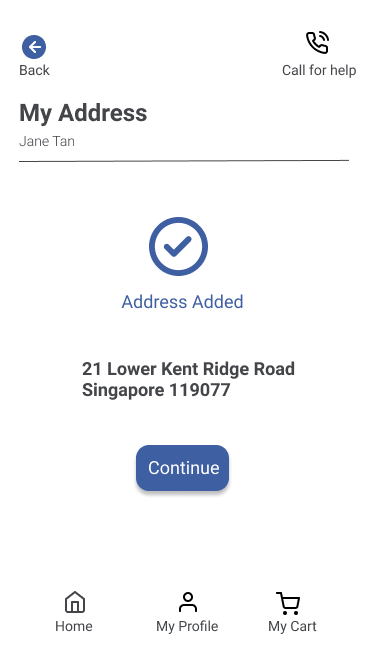 Back
Call for help
My Address
Jane Tan
Address Added
21 Lower Kent Ridge Road
Singapore 119077
Continue
Home
My Profile
My Cart